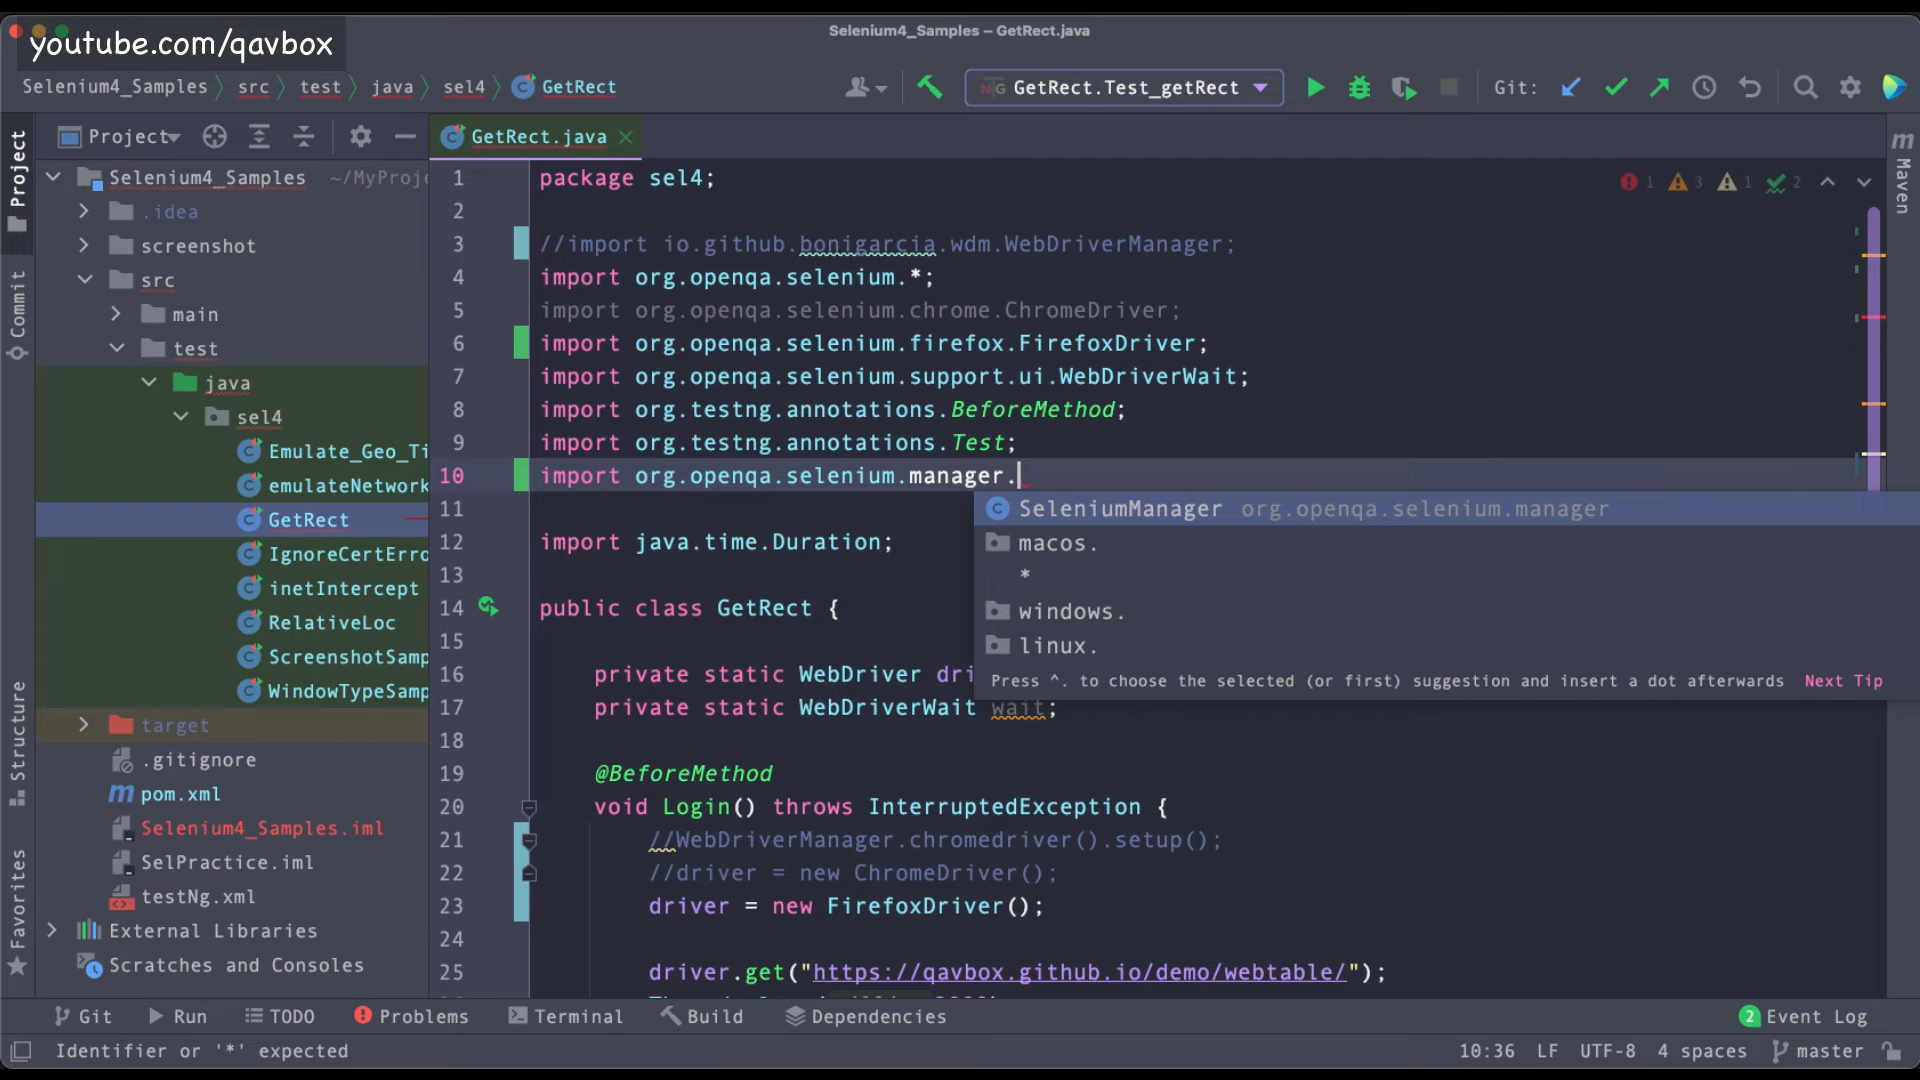 youtube.com/qavbox
Selenium4_Samples – GetRect.java
Selenium4_Samples src test java sel4 GetRect
GetRect.Test_getRect
Git:
Project
GetRect.java
Project
Commit
Structure
Favorites
Maven
Selenium4_Samples ~/MyProj
.idea
screenshot
src
main
test
java
sel4
Emulate_Geo_Ti
emulateNetwork
GetRect
IgnoreCertErro
inetIntercept
RelativeLoc
ScreenshotSamp
WindowTypeSamp
target
.gitignore
pom.xml
Selenium4_Samples.iml
SelPractice.iml
testNg.xml
External Libraries
Scratches and Consoles
1 3 1 2
1 package sel4;
2
3 //import io.github.bonigarcia.wdm.WebDriverManager;
4 import org.openqa.selenium.*;
5 import org.openqa.selenium.chrome.ChromeDriver;
6 import org.openqa.selenium.firefox.FirefoxDriver;
7 import org.openqa.selenium.support.ui.WebDriverWait;
8 import org.testng.annotations.BeforeMethod;
9 import org.testng.annotations.Test;
10 import org.openqa.selenium.manager.
11
12 import java.time.Duration;
13
14 public class GetRect {
15
16 private static WebDriver dri
17 private static WebDriverWait wait;
18
19 @BeforeMethod
20 void Login() throws InterruptedException {
21 //WebDriverManager.chromedriver().setup();
22 //driver = new ChromeDriver();
23 driver = new FirefoxDriver();
24
25 driver.get("https://qavbox.github.io/demo/webtable/");
SeleniumManager org.openqa.selenium.manager
macos.
*
windows.
linux.
Press ^. to choose the selected (or first) suggestion and insert a dot afterwards Next Tip
Git Run TODO Problems Terminal Build Dependencies 2 Event Log
Identifier or '*' expected 10:36 LF UTF-8 4 spaces master